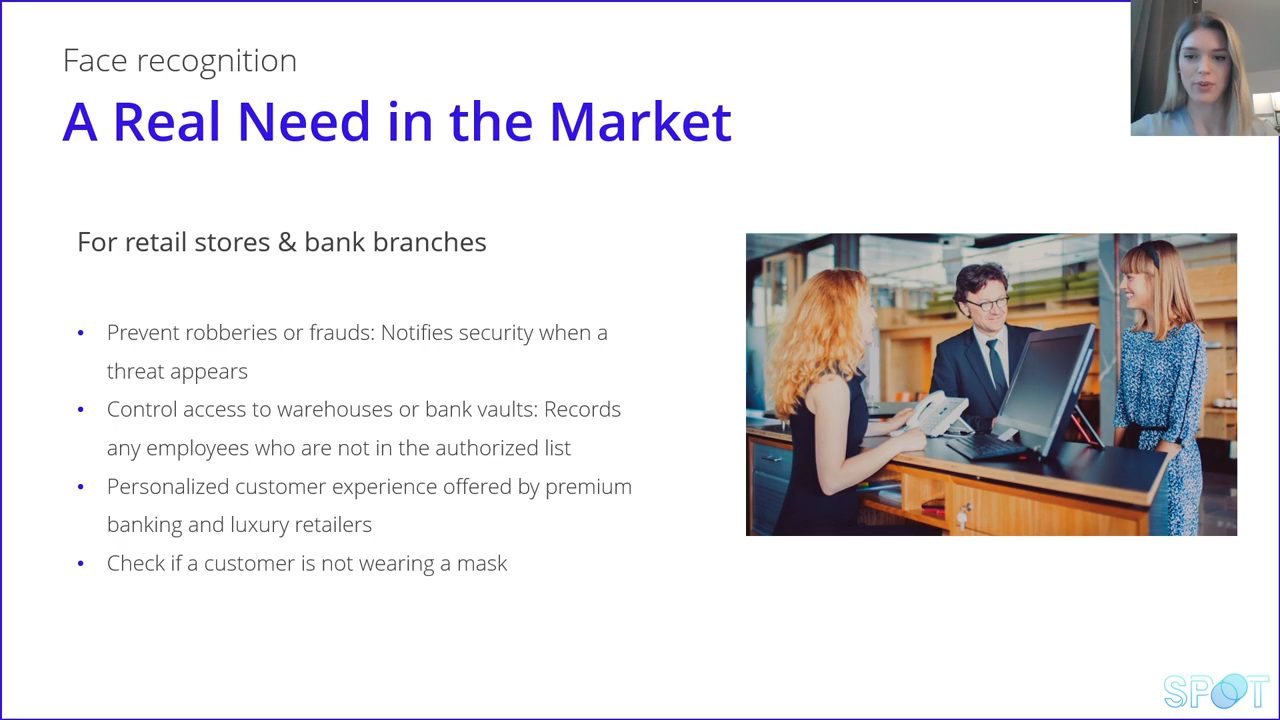 Face recognition
A Real Need in the Market
For retail stores & bank branches
• Prevent robberies or frauds: Notifies security when a
threat appears
• Control access to warehouses or bank vaults: Records
any employees who are not in the authorized list
• Personalized customer experience offered by premium
banking and luxury retailers
• Check if a customer is not wearing a mask
SPOT